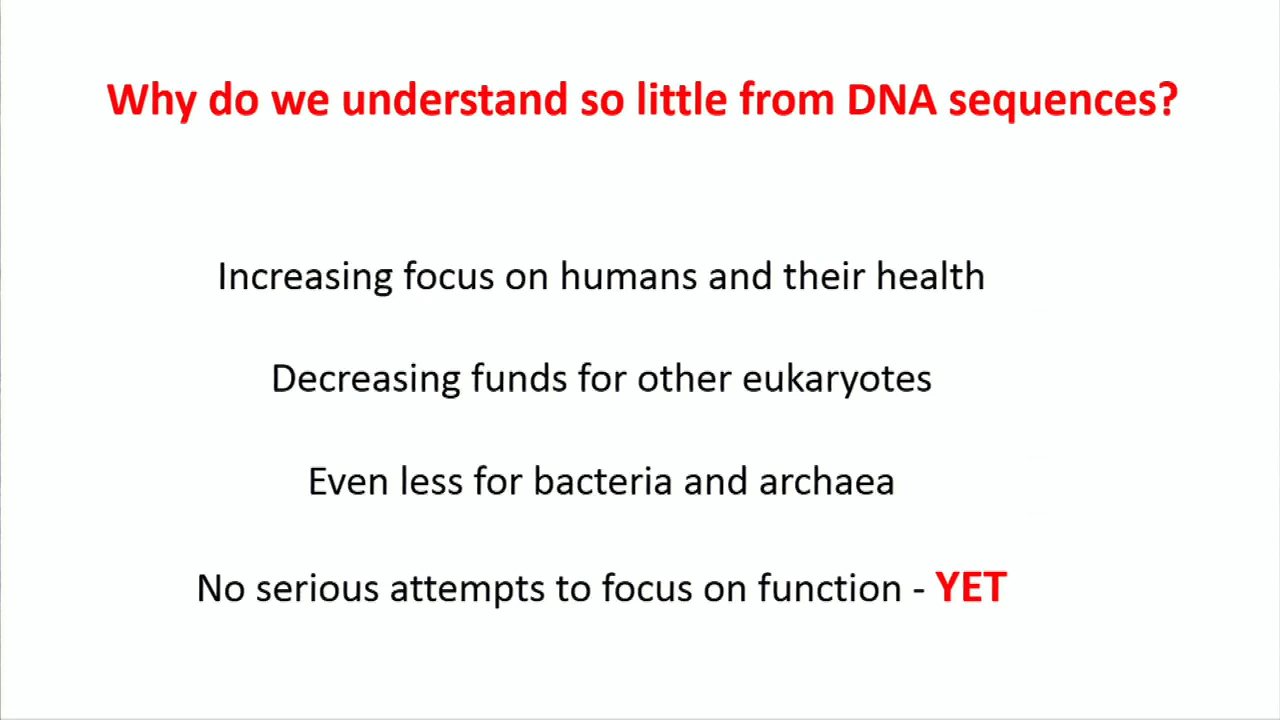 Why do we understand so little from DNA sequences?
Increasing focus on humans and their health
Decreasing funds for other eukaryotes
Even less for bacteria and archaea
No serious attempts to focus on function - YET